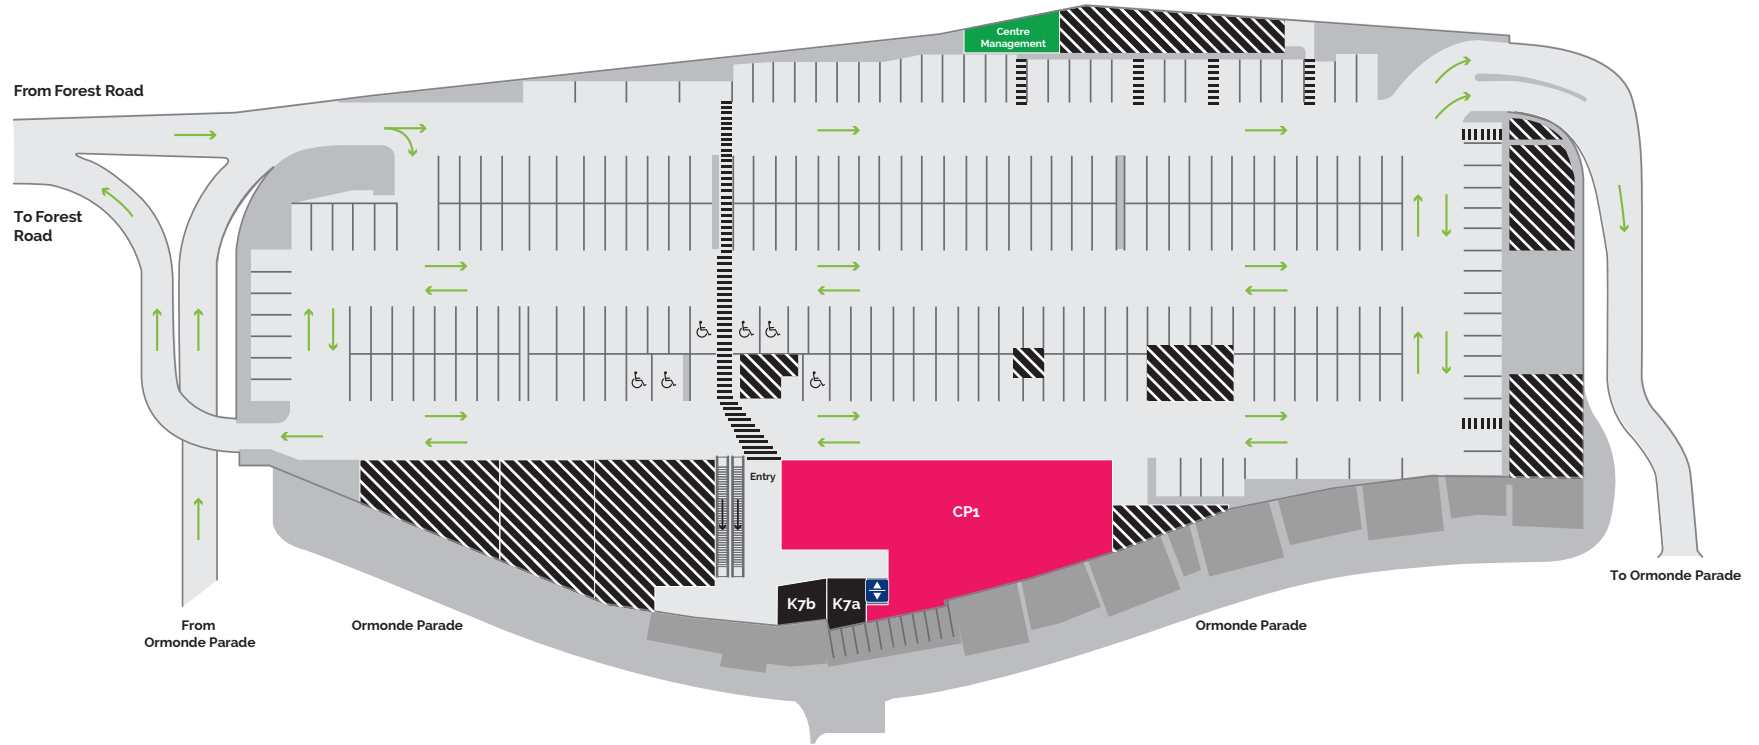 Centre
Management
From Forest Road
To Forest
Road
Entry
CP1
K7b
K7a
To Ormonde Parade
From
Ormonde Parade
Ormonde Parade
Ormonde Parade